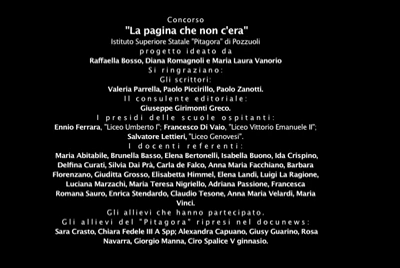 Concorso
"La pagina che non c'era"
Istituto Superiore Statale "Pitagora" di Pozzuoli
progetto ideato da
Raffaella Bosso, Diana Romagnoli e Maria Laura Vanorio
Si ringraziano:
Gli scrittori:
Valeria Parrella, Paolo Piccirillo, Paolo Zanotti.
Il consulente editoriale:
Giuseppe Girimonti Greco.
I presidi delle scuole ospitanti:
Ennio Ferrara, "Liceo Umberto I"; Francesco Di Vaio, "Liceo Vittorio Emanuele II";
Salvatore Lettieri, "Liceo Genovesi".
I docenti referenti:
Maria Abitabile, Brunella Basso, Elena Bertonelli, Isabella Buono, Ida Crispino,
Delfina Curati, Silvia Dai Prà, Carla de Falco, Anna Maria Facchiano, Barbara
Florenzano, Giuditta Grosso, Elisabetta Himmel, Elena Landi, Luigi La Ragione,
Luciana Marzachi, Maria Teresa Nigriello, Adriana Passione, Francesca
Romana Sauro, Enrica Stendardo, Claudio Tesone, Anna Maria Velardi, Maria
Vinci.
Gli allievi che hanno partecipato.
Gli allievi del "Pitagora" ripresi nel docunews:
Sara Crasto, Chiara Fedele III A Spp; Alexandra Capuano, Giusy Guarino, Rosa
Navarra, Giorgio Manna, Ciro Spalice V ginnasio.